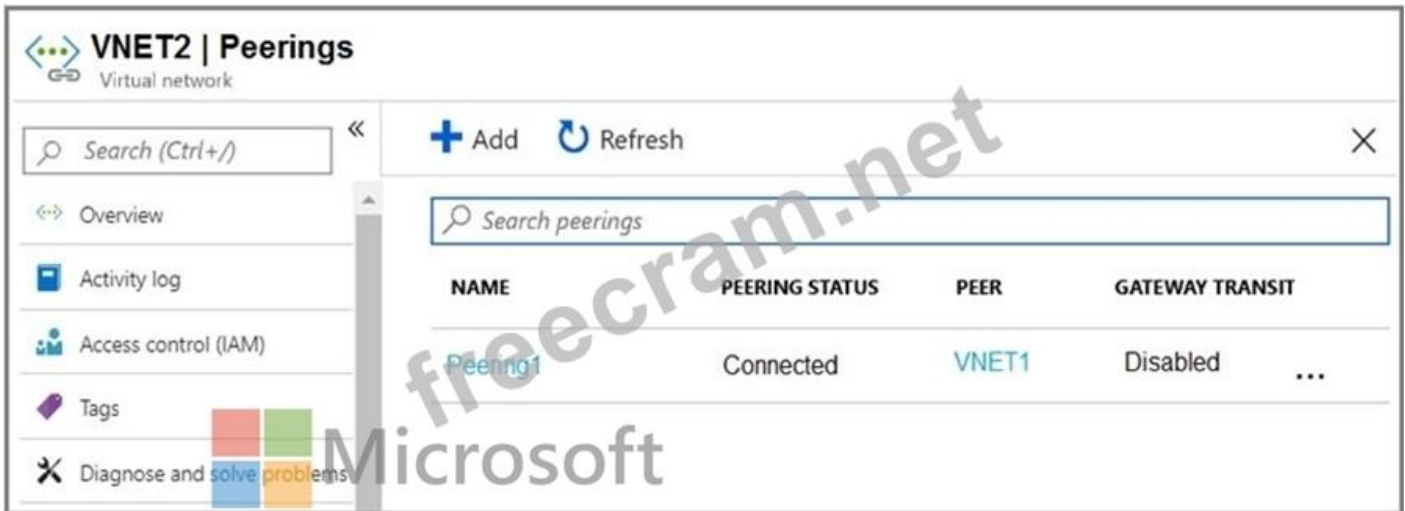 VNET2 | Peerings
Virtual network
Search (Ctrl+/)
«
Add
Refresh
Overview
Search peerings
Activity log
NAME
PEERING STATUS
PEER
GATEWAY TRANSIT
Access control (IAM)
Peering1
Connected
VNET1
Disabled
...
Tags
Diagnose and solve problems
freecram.net
Microsoft